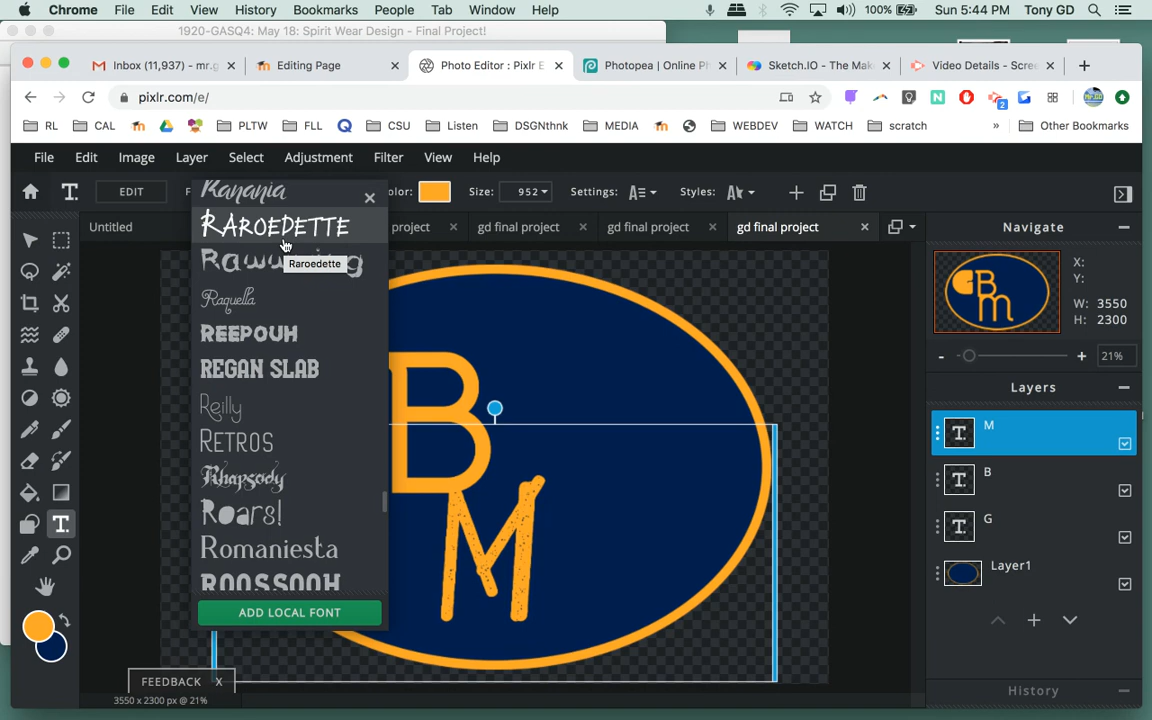 Chrome File Edit View History Bookmarks People Tab Window Help 100% Sun 5:44 PM Tony GD
1920-GASQ4: May 18: Spirit Wear Design - Final Project!
Inbox (11,937) - mr.g Editing Page Photo Editor : Pixlr E Photopea | Online Ph Sketch.IO - The Mak Video Details - Scree
pixlr.com/e/
RL CAL PLTW FLL CSU Listen DSGNthnk MEDIA WEBDEV WATCH scratch » Other Bookmarks
File Edit Image Layer Select Adjustment Filter View Help
EDIT F olor: Size: 952 Settings: Styles:
Untitled project gd final project gd final project gd final project
Ranania
Raroedette
Raroedette
Raquella
REEPOUH
REGAN SLAB
Reilly
RETROS
Rhapsody
Roars!
Romaniesta
ROOSSOOH
ADD LOCAL FONT
B
M
Navigate
G B m
X:
Y:
W: 3550
H: 2300
21%
Layers
M
B
G
Layer1
History
FEEDBACK X
3550 x 2300 px @ 21%